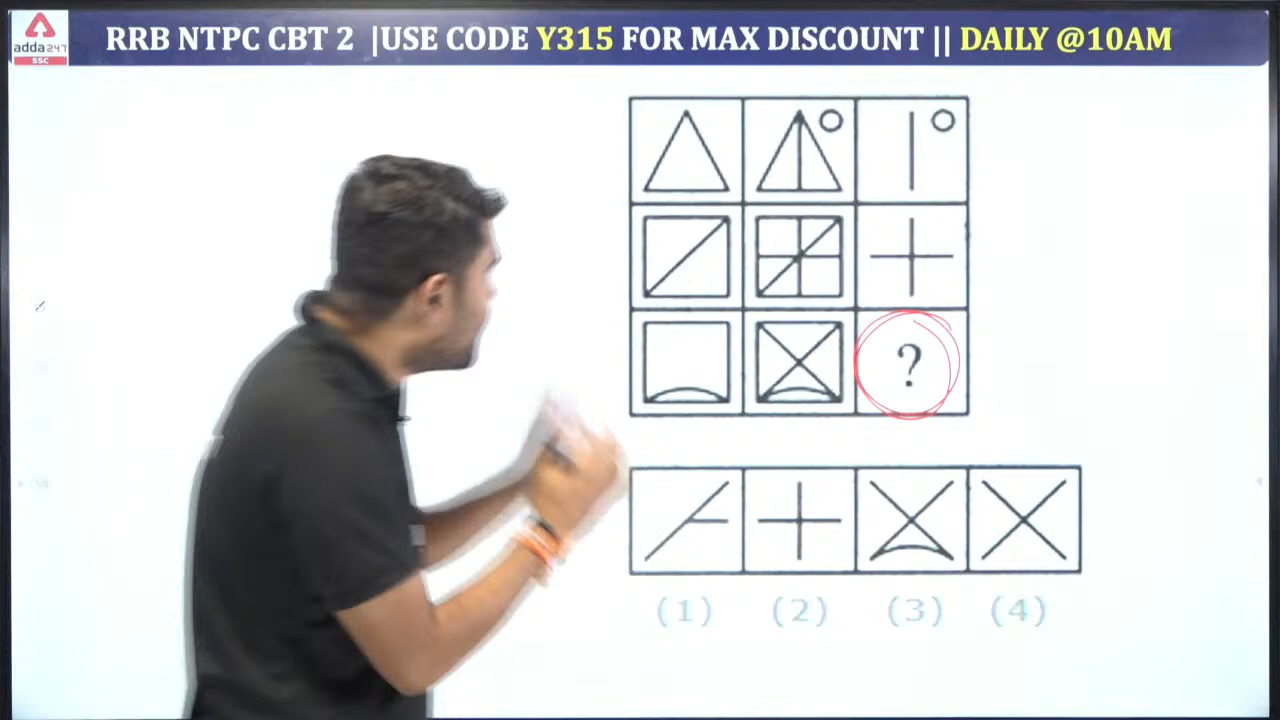 adda247
SSC
RRB NTPC CBT 2 |USE CODE Y315 FOR MAX DISCOUNT || DAILY @10AM
?
(1) (2) (3) (4)